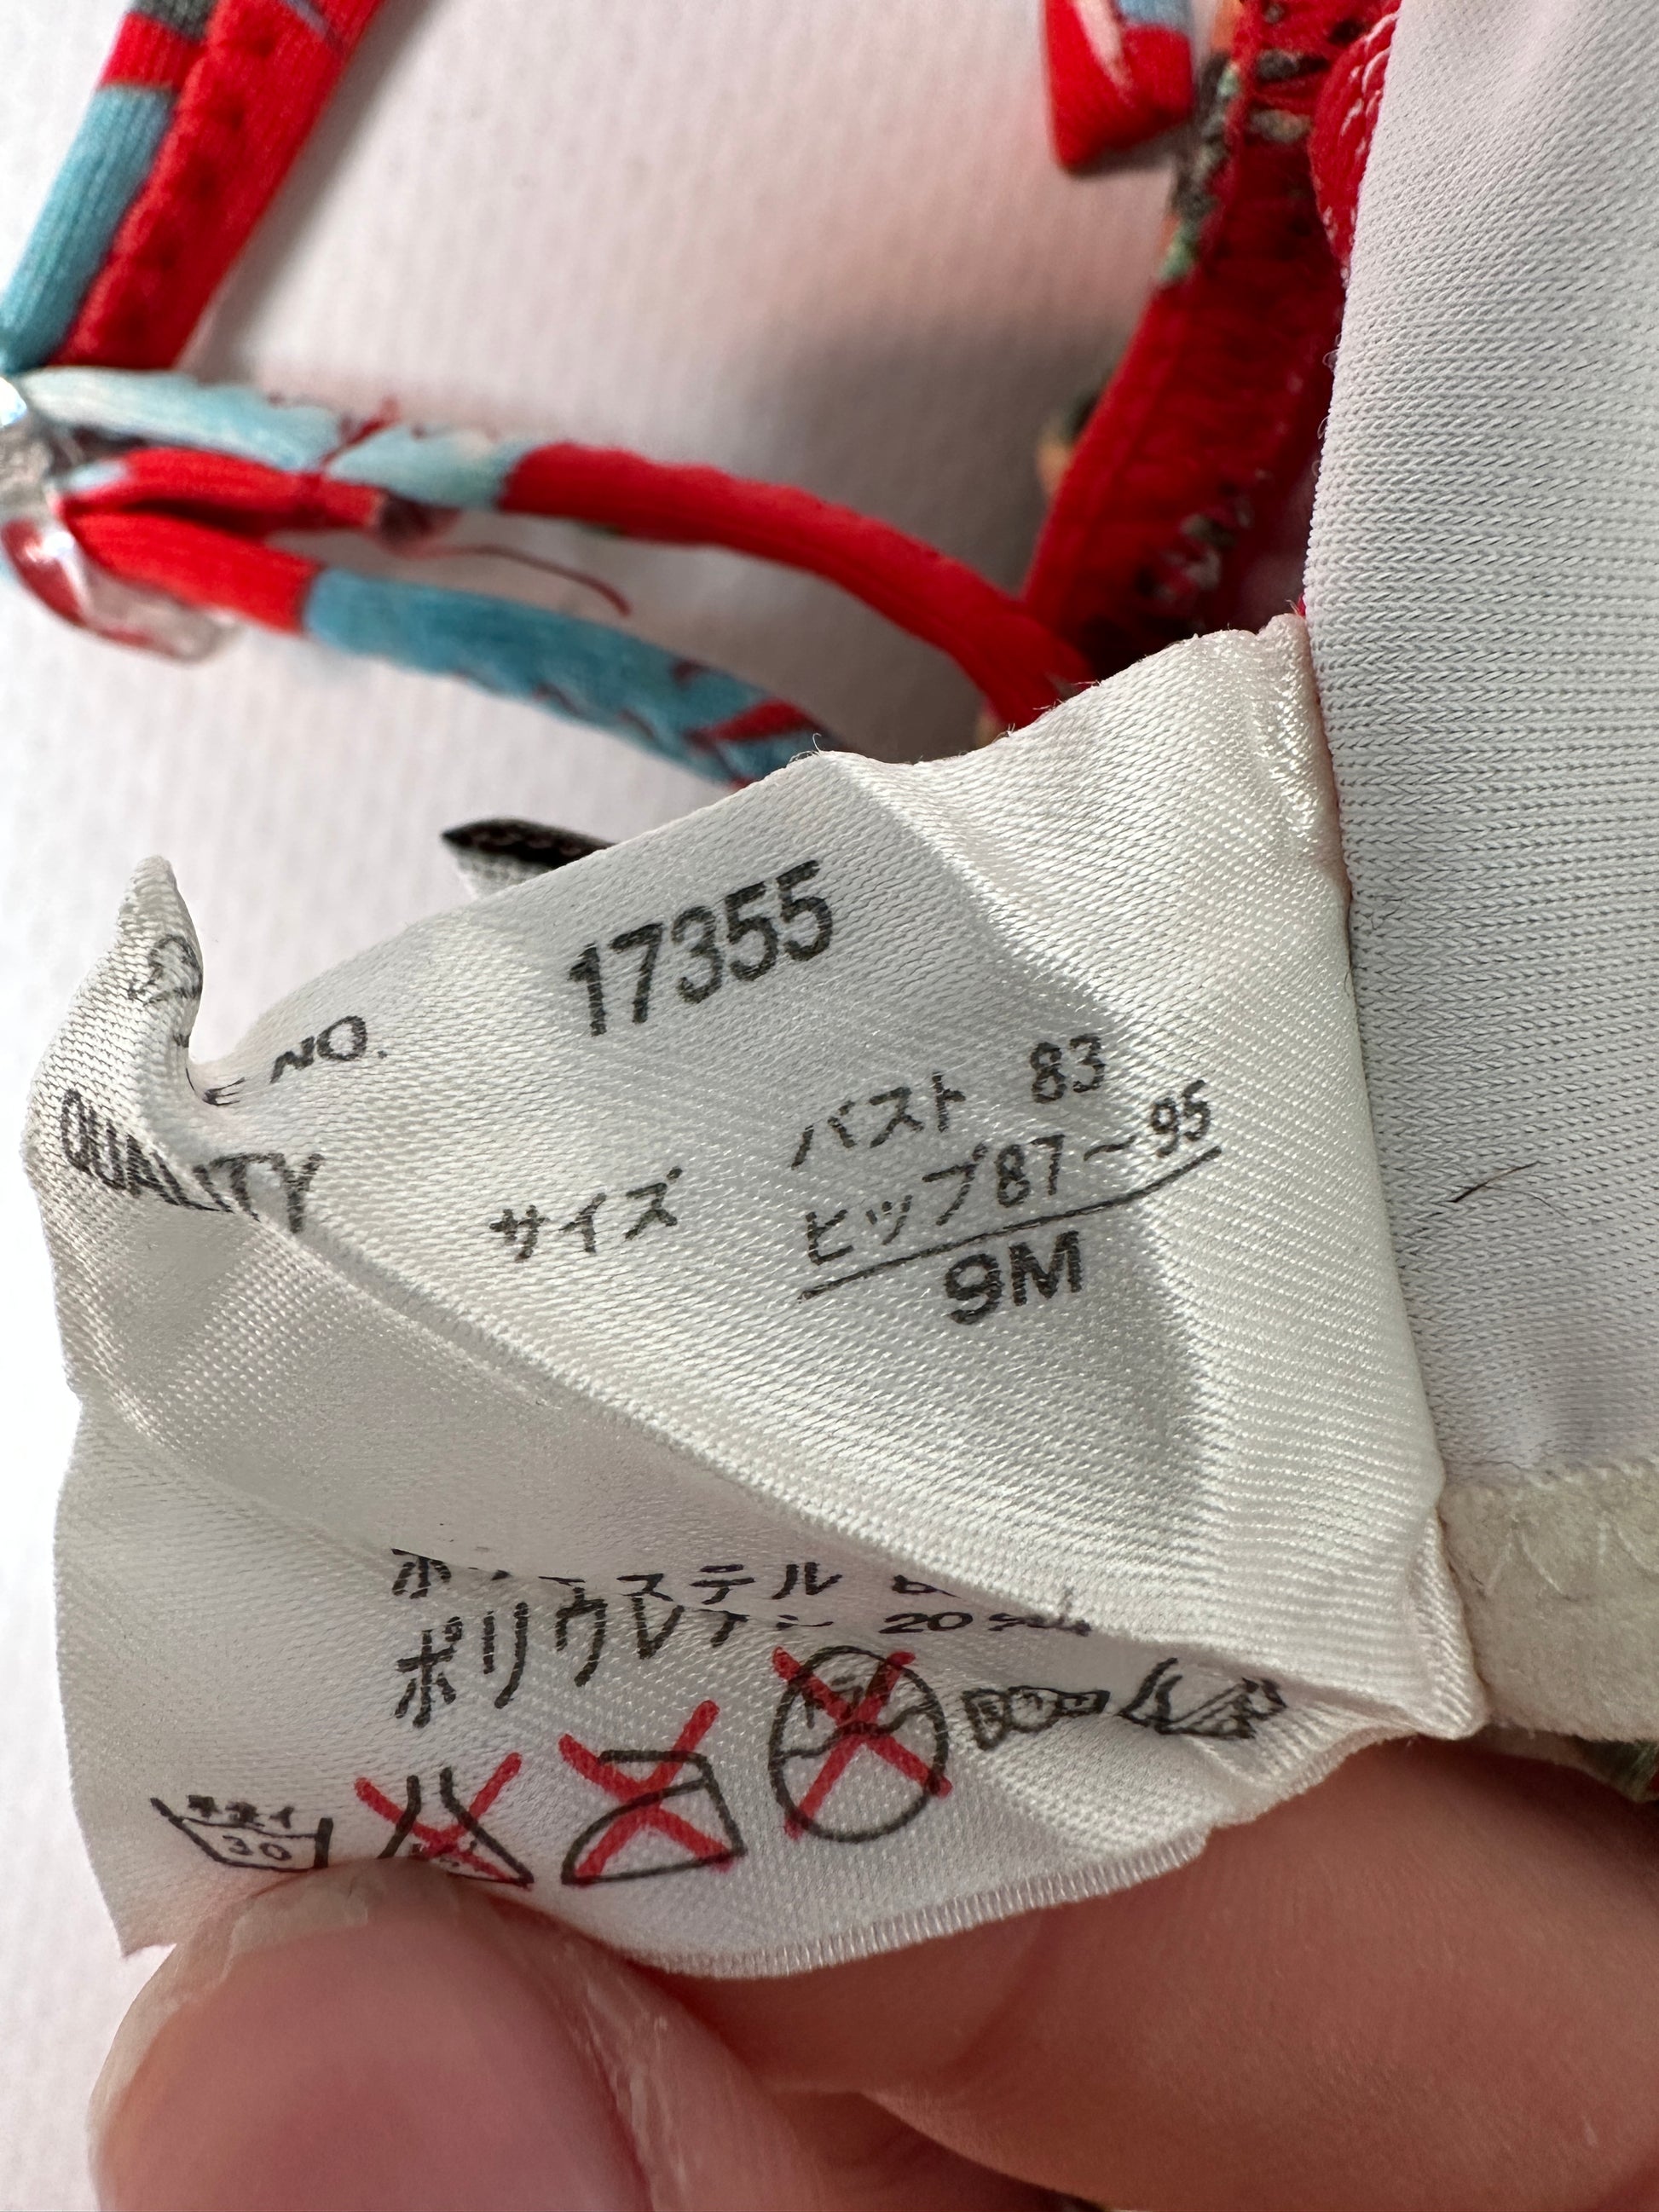 NO. 17355
QUALITY
サイズ
バスト 83
ヒップ87〜95
9M
ポリウレタン 20
30